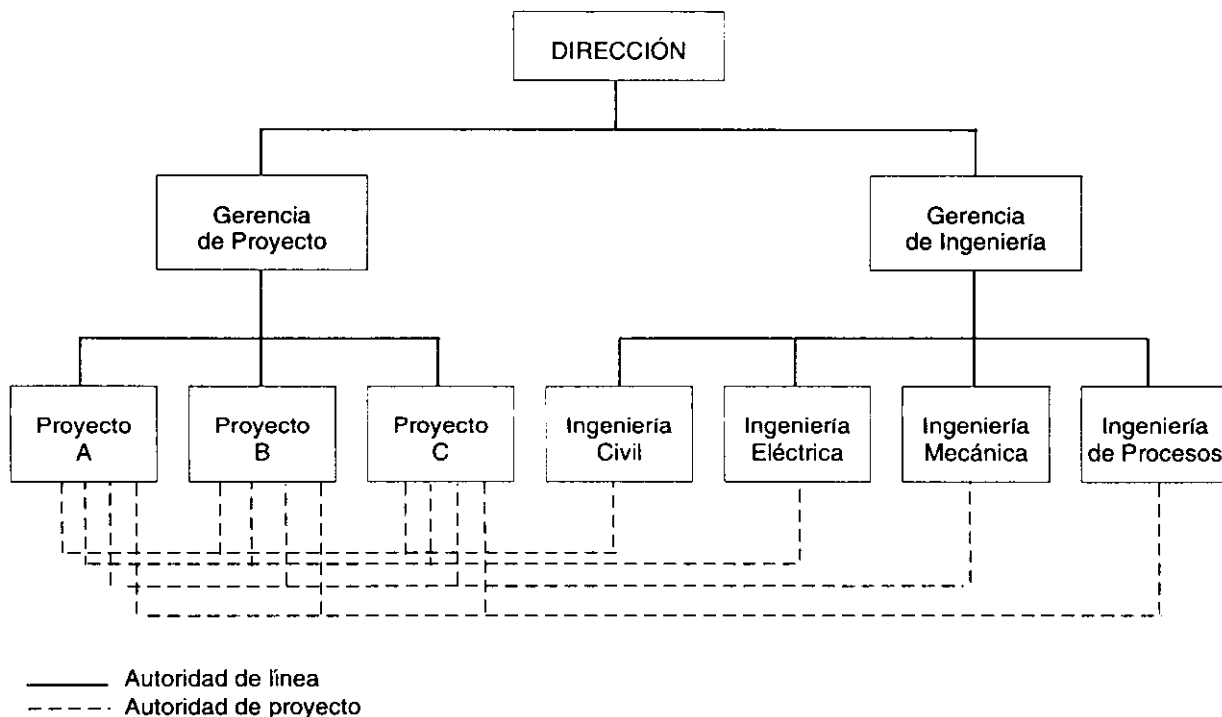 DIRECCIÓN
Gerencia
de Proyecto
Gerencia
de Ingeniería
Proyecto
A
Proyecto
B
Proyecto
C
Ingeniería
Civil
Ingeniería
Eléctrica
Ingeniería
Mecánica
Ingeniería
de Procesos
Autoridad de línea
Autoridad de proyecto